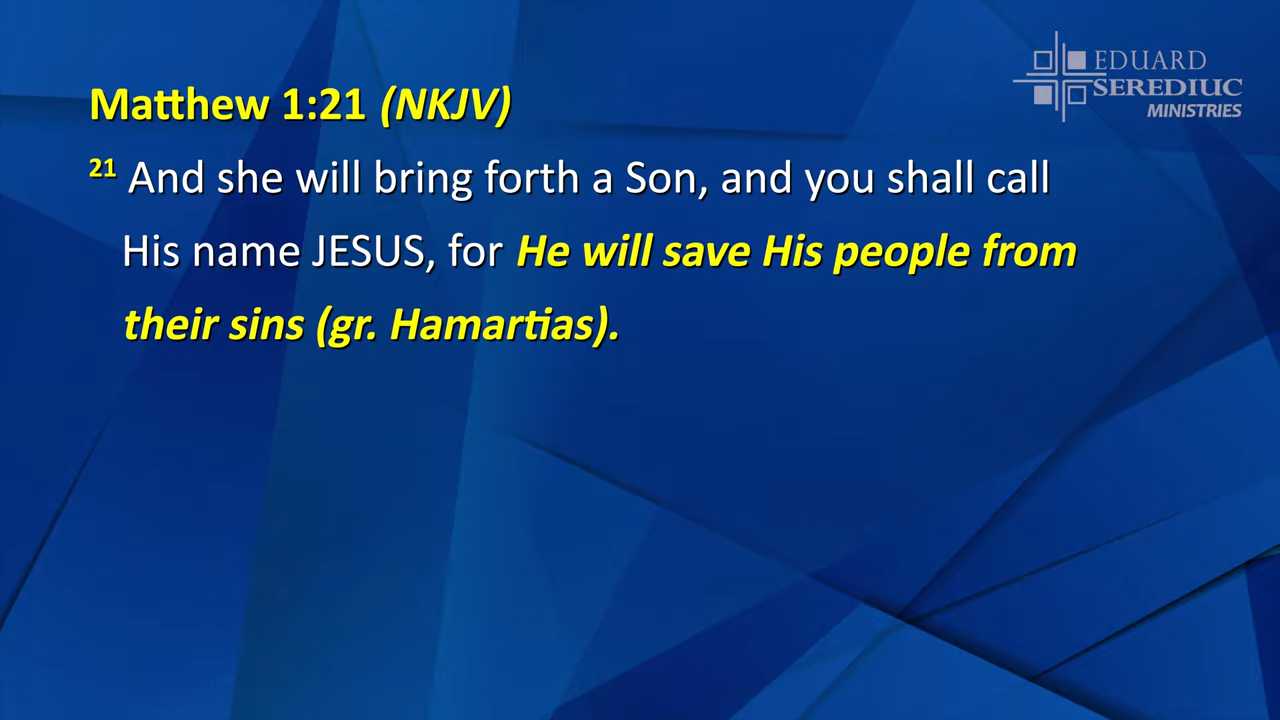 EDUARD
SEREDIUC
MINISTRIES
Matthew 1:21 (NKJV)
21 And she will bring forth a Son, and you shall call
His name JESUS, for He will save His people from
their sins (gr. Hamartias).